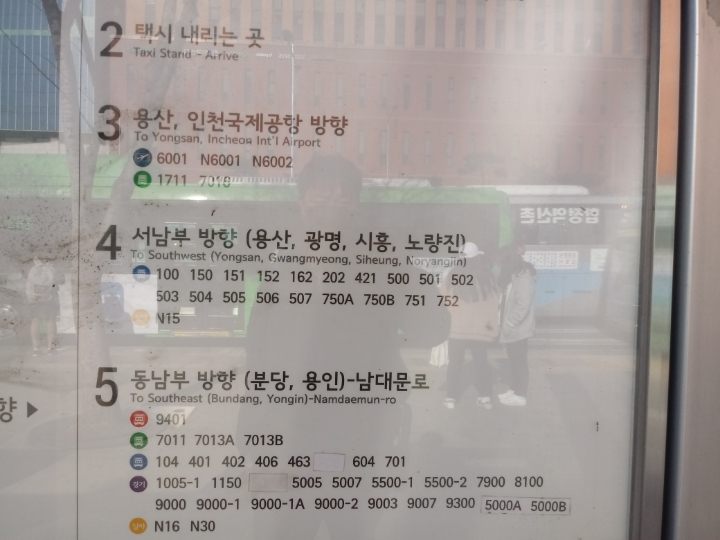 2 택시 내리는 곳
Taxi Stand - Arrive
3 용산, 인천국제공항 방향
To Yongsan, Incheon Int'l Airport
6001 N6001 N6002
1711 7016
4 서남부 방향 (용산, 광명, 시흥, 노량진)
To Southwest (Yongsan, Gwangmyeong, Siheung, Noryangjin)
100 150 151 152 162 202 421 500 501 502
503 504 505 506 507 750A 750B 751 752
N15
향 ▶
5 동남부 방향 (분당, 용인)-남대문로
To Southeast (Bundang, Yongin)-Namdaemun-ro
9401
7011 7013A 7013B
104 401 402 406 463 604 701
경기 1005-1 1150 5005 5007 5500-1 5500-2 7900 8100
9000 9000-1 9000-1A 9000-2 9003 9007 9300 5000A 5000B
N16 N30